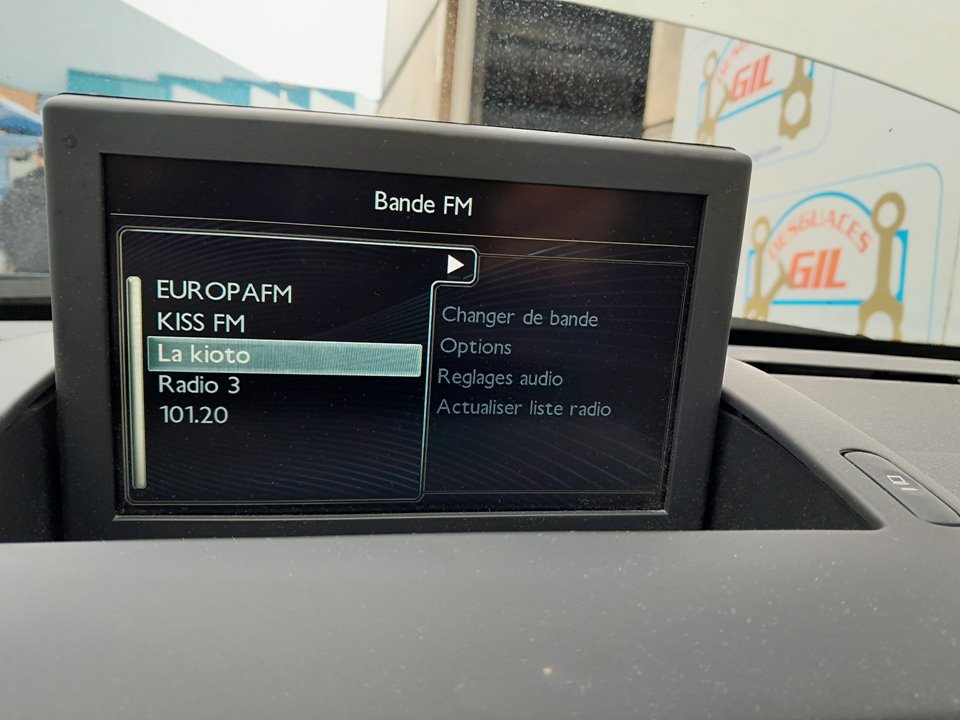 DESGUACES
GIL
Bande FM
EUROPAFM
KISS FM
La kioto
Radio 3
101.20
Changer de bande
Options
Reglages audio
Actualiser liste radio
DESGUACES
GIL